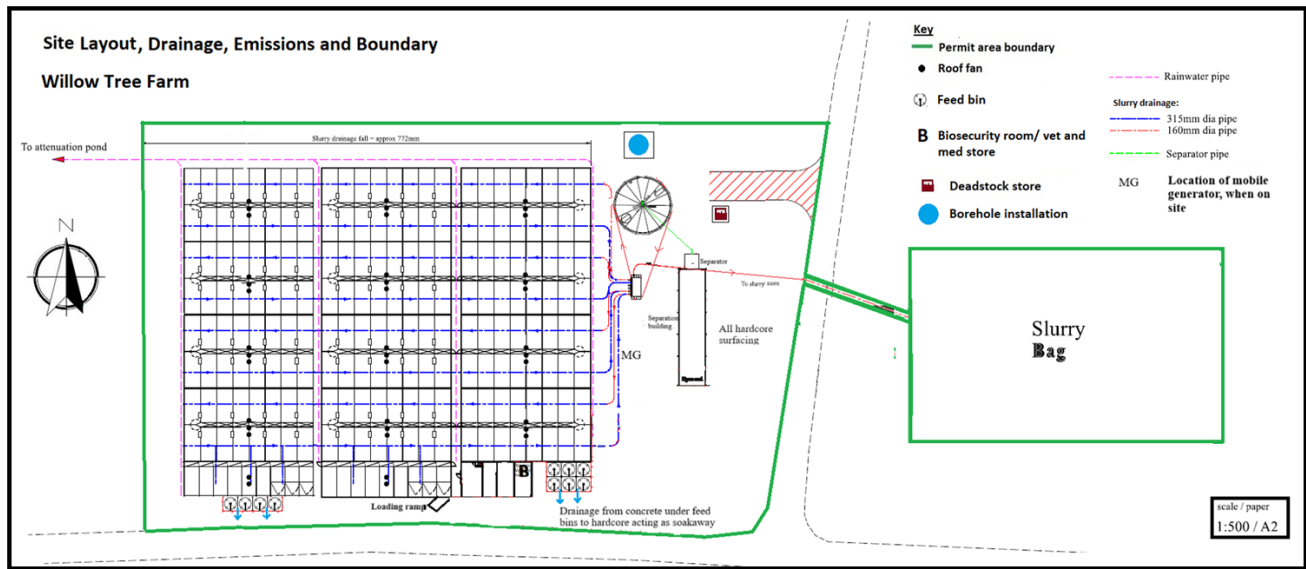 Site Layout, Drainage, Emissions and Boundary
Willow Tree Farm
Key
Permit area boundary
Roof fan
Feed bin
B
Biosecurity room/ vet and
med store
Deadstock store
Borehole installation
Rainwater pipe
Slurry drainage:
315mm dia pipe
160mm dia pipe
Separator pipe
MG
Location of mobile
generator, when on
site
Slurry drainage fall = approx 772mm
To attenuation pond
N
Separator
To slurry store
Separation
building.
All hardcore
surfacing
MG
Slurry
Bag
B
Loading ramp
Drainage from concrete under feed
bins to hardcore acting as soakaway
scale / paper
1:500 / A2